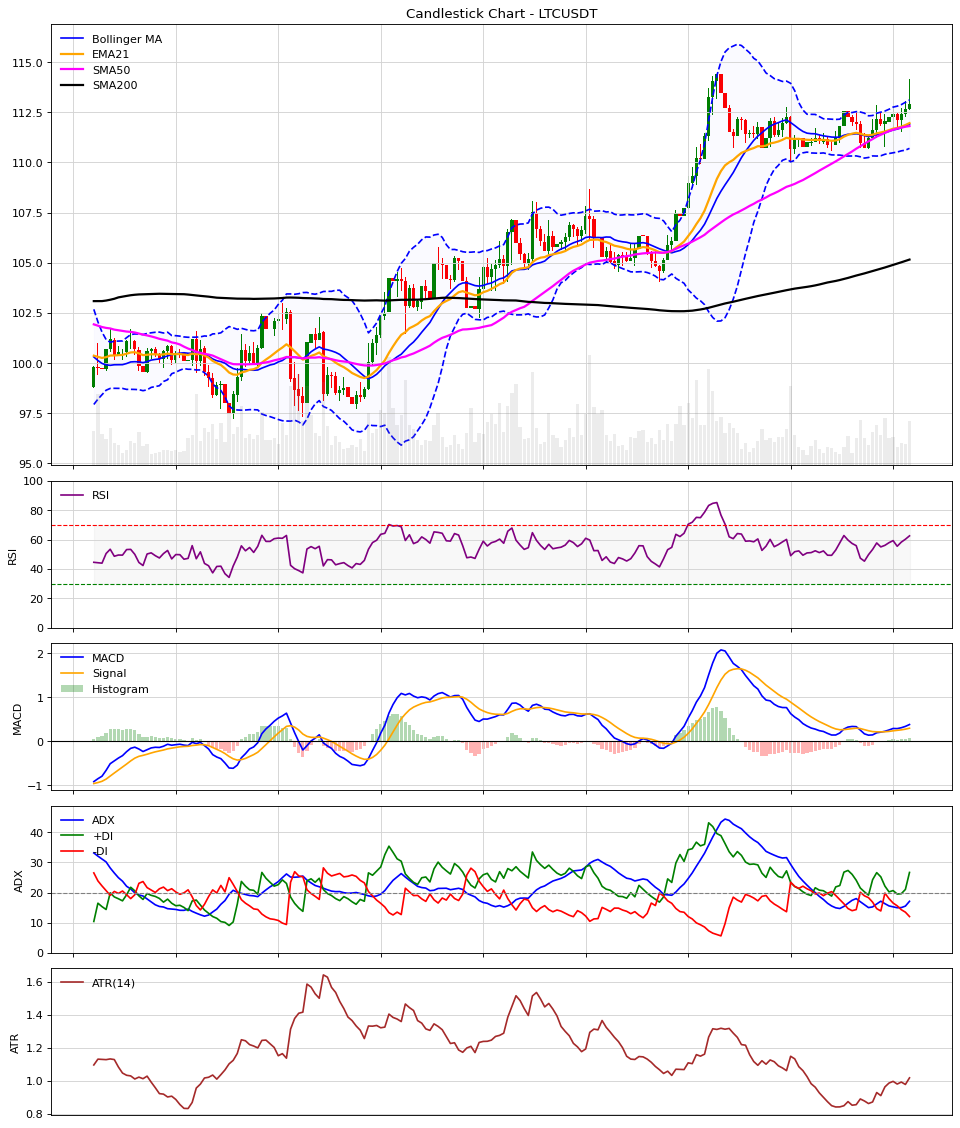 Candlestick Chart - LTCUSDT
Bollinger MA
EMA21
SMA50
SMA200
115.0
112.5
110.0
107.5
105.0
102.5
100.0
97.5
95.0
RSI
RSI
100
80
60
40
20
0
MACD
Signal
Histogram
MACD
2
1
0
−1
ADX
+DI
-DI
ADX
40
30
20
10
0
ATR(14)
ATR
1.6
1.4
1.2
1.0
0.8